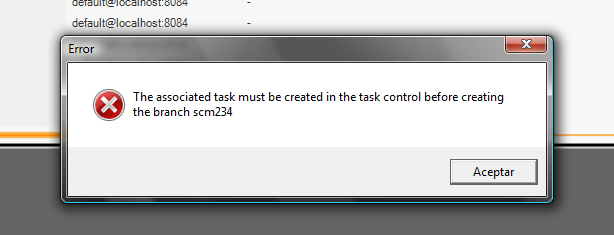 default@localhost:8084 -
default@localhost:8084 -
Error
The associated task must be created in the task control before creating
the branch scm234
Aceptar